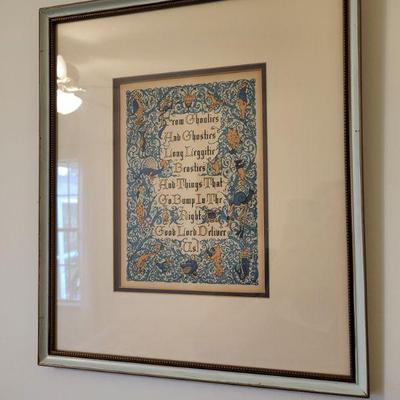 From Ghoulies
And Ghosties
Long Leggitie
Beasties
And Things That
Go Bump In The
Night
Good Lord Deliver
Us!